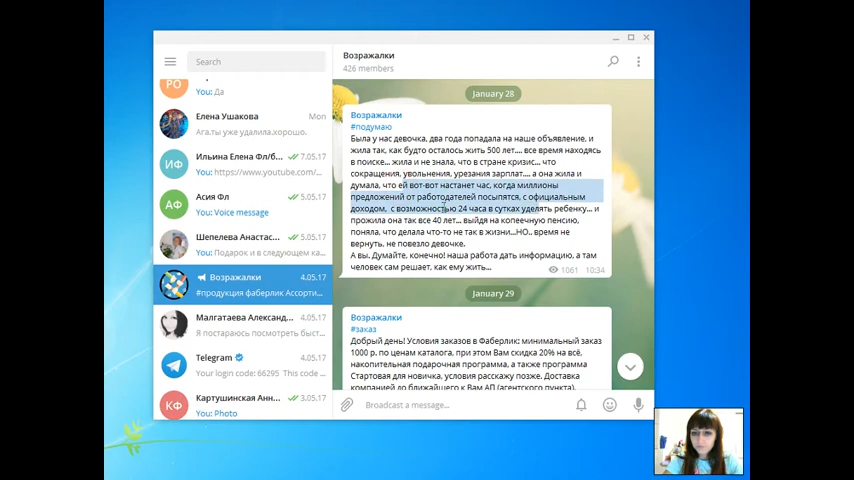 Search
РО
You: Да
Елена Ушакова
Mon
Ага.ты уже удалила.хорошо.
ИФ
Ильина Елена Фл/б...
7.05.17
You: https://www.youtube.com/...
АФ
Асия Фл
5.05.17
You: Voice message
Шепелева Анастас...
5.05.17
You: Подарок и в следующем ка...
Возражалки
4.05.17
#продукция фаберлик Ассорти...
Малгатаева Александ...
4.05.17
Я постараюсь посмотреть быст...
Telegram
4.05.17
Your login code: 66295 This code ...
КФ
Картушинская Анн...
3.05.17
You: Photo
Возражалки
426 members
January 28
Возражалки
#подумаю
Была у нас девочка, два года попадала на наше объявление, и
жила так, как будто осталось жить 500 лет.... все время находясь
в поиске... жила и не знала, что в стране кризис... что
сокращения, увольнения, урезания зарплат.... а она жила и
думала, что ей вот-вот настанет час, когда миллионы
предложений от работодателей посыпятся, с официальным
доходом, с возможностью 24 часа в сутках уделять ребенку... и
прожила она так все 40 лет... выйдя на копеечную пенсию,
поняла, что делала что-то не так в жизни...НО.. время не
вернуть, не повезло девочке.
А вы. Думайте, конечно! наша работа дать информацию, а там
человек сам решает, как ему жить...
1061 10:34
January 29
Возражалки
#заказ
Добрый день! Условия заказов в Фаберлик: минимальный заказ
1000 р. по ценам каталога, при этом Вам скидка 20% на всё,
накопительная подарочная программа, а также программа
Стартовая для новичка, условия расскажу позже. Доставка
компанией до ближайшего к Вам АП (агентского пункта),
Broadcast a message...